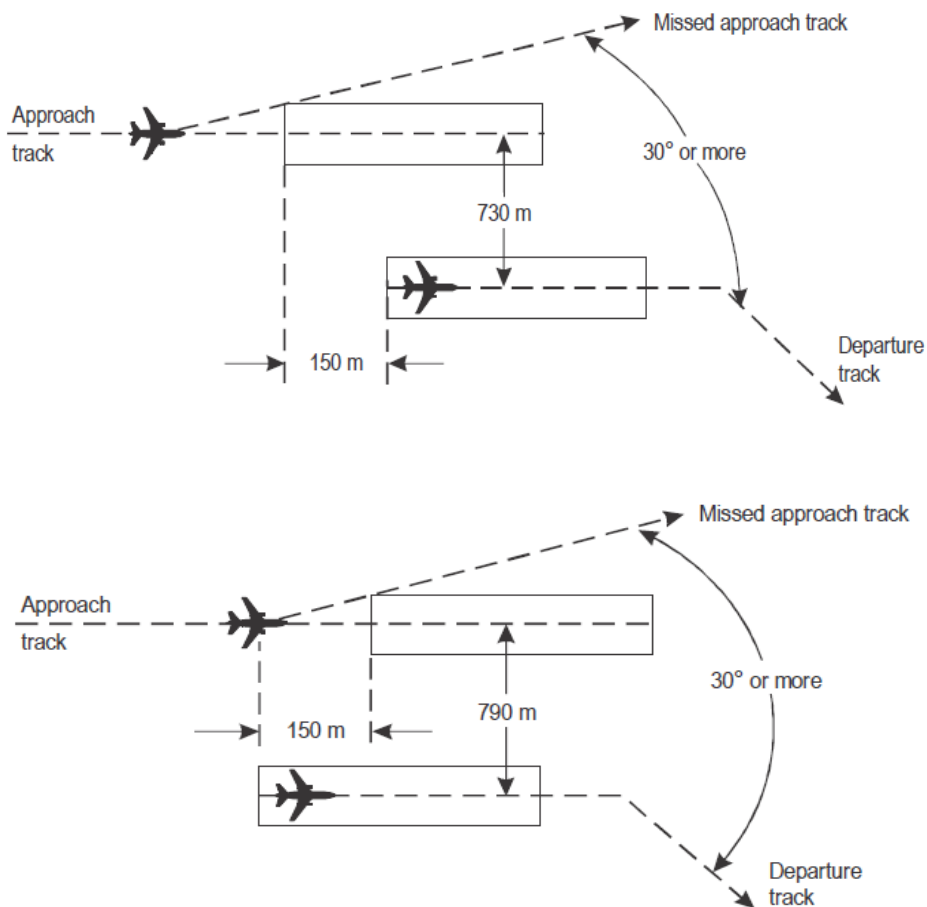 Missed approach track
Approach
track
30° or more
730 m
150 m
Departure
track
Missed approach track
Approach
track
30° or more
790 m
150 m
Departure
track